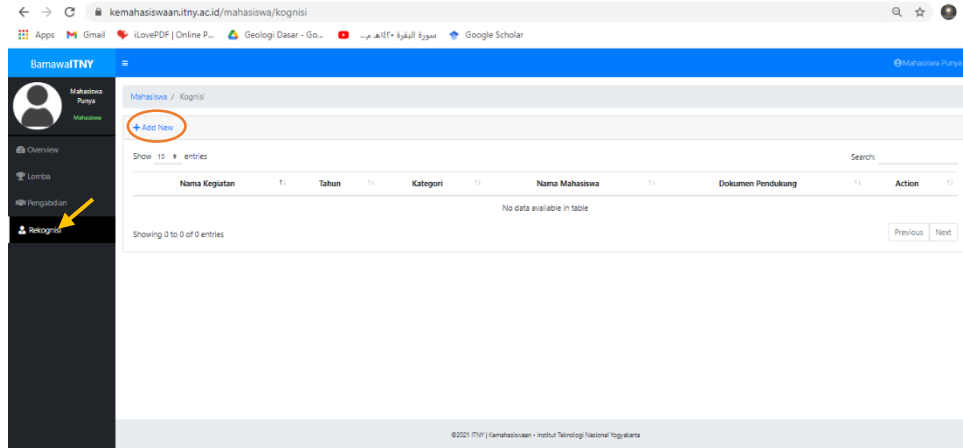 kemahasiswaan.itny.ac.id/mahasiswa/kognisi
Apps Gmail iLovePDF | Online P... Geologi Dasar - Go... سورة البقرة ١٤٢٠هـ م... Google Scholar
BamawaITNY Mahasiswa Punya
Mahasiswa
Punya
Mahasiswa
Mahasiswa / Kognisi
+ Add New
Overview
Lomba
Pengabdian
Rekognisi
Show 10 entries Search:
Nama Kegiatan Tahun Kategori Nama Mahasiswa Dokumen Pendukung Action
No data available in table
Showing 0 to 0 of 0 entries Previous Next
©2021 ITNY | Kemahasiswaan - Institut Teknologi Nasional Yogyakarta